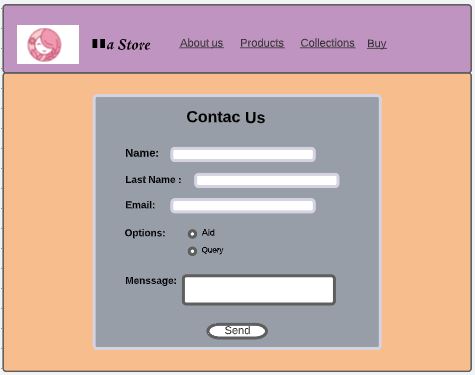 a Store
About us
Products
Collections
Buy
Contac Us
Name:
Last Name :
Email:
Options:
Aid
Query
Menssage:
Send